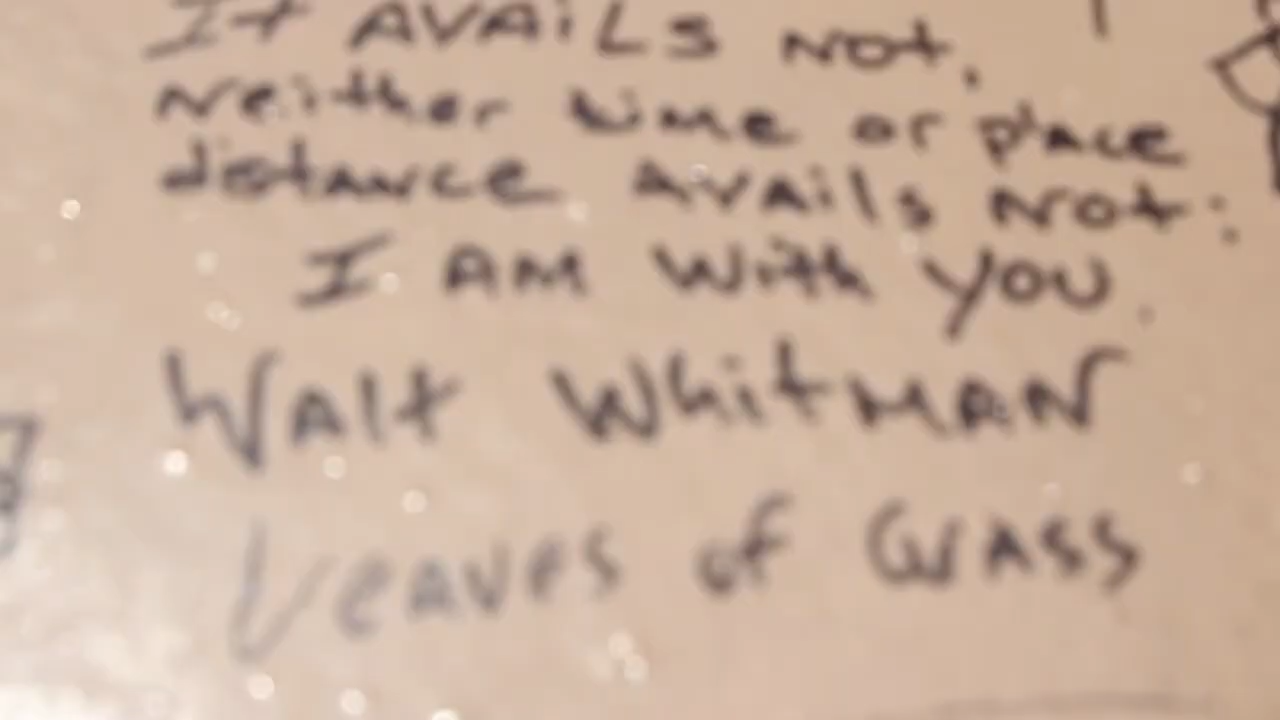 It AVAiLs Not.
Neither time or place
distance Avails Not:
I AM With YOU.
WAlt WhitMAN
Leaves of GrAss